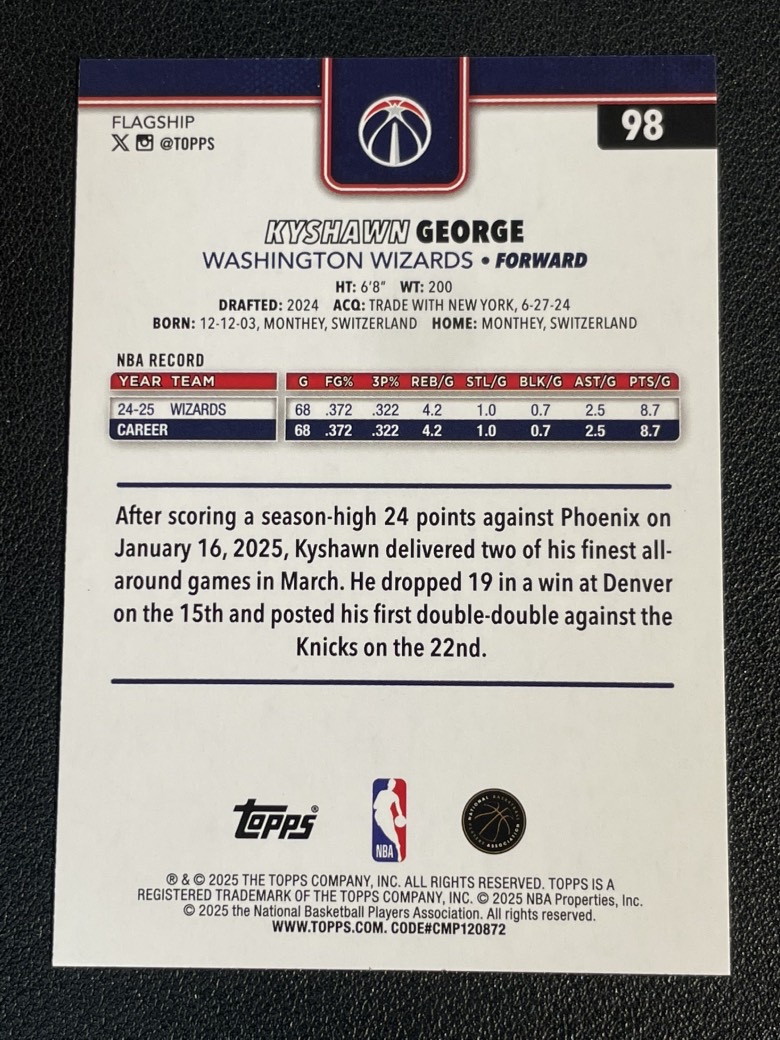 FLAGSHIP
@TOPPS
98
KYSHAWN GEORGE
WASHINGTON WIZARDS • FORWARD
HT: 6'8" WT: 200
DRAFTED: 2024 ACQ: TRADE WITH NEW YORK, 6-27-24
BORN: 12-12-03, MONTHEY, SWITZERLAND HOME: MONTHEY, SWITZERLAND
NBA RECORD
YEAR TEAM G FG% 3P% REB/G STL/G BLK/G AST/G PTS/G
24-25 WIZARDS 68 .372 .322 4.2 1.0 0.7 2.5 8.7
CAREER 68 .372 .322 4.2 1.0 0.7 2.5 8.7
After scoring a season-high 24 points against Phoenix on
January 16, 2025, Kyshawn delivered two of his finest all-
around games in March. He dropped 19 in a win at Denver
on the 15th and posted his first double-double against the
Knicks on the 22nd.
Topps®
NBA
® & © 2025 THE TOPPS COMPANY, INC. ALL RIGHTS RESERVED. TOPPS IS A
REGISTERED TRADEMARK OF THE TOPPS COMPANY, INC. © 2025 NBA Properties, Inc.
© 2025 the National Basketball Players Association. All rights reserved.
WWW.TOPPS.COM. CODE#CMP120872